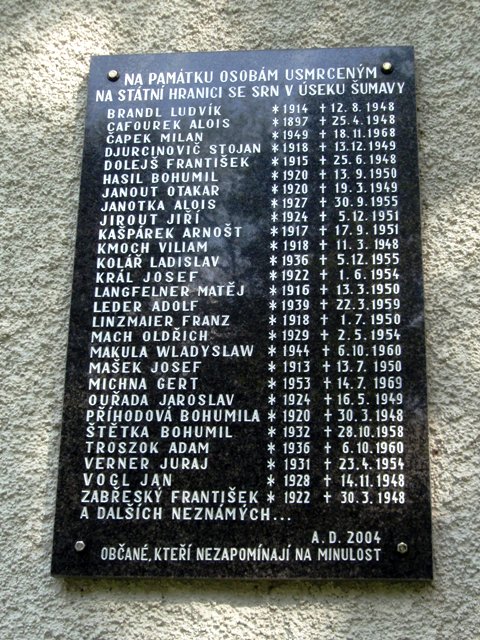 NA PAMÁTKU OSOBÁM USMRCENÝM
NA STÁTNÍ HRANICI SE SRN V ÚSEKU ŠUMAVY
BRANDL LUDVÍK *1914 +12.8.1948
CAFOUREK ALOIS *1897 +25.4.1948
ČAPEK MILAN *1949 +18.11.1968
DJURCINOVIČ STOJAN *1918 +13.12.1949
DOLEJŠ FRANTIŠEK *1915 +25.6.1948
HASIL BOHUMIL *1920 +13.9.1950
JANOUT OTAKAR *1920 +19.3.1949
JANOTKA ALOIS *1927 +30.9.1955
JIROUT JIŘÍ *1924 +5.12.1951
KAŠPÁREK ARNOŠT *1917 +17.9.1951
KMOCH VILIAM *1918 +11.3.1948
KOLÁŘ LADISLAV *1936 +5.12.1955
KRÁL JOSEF *1922 +1.6.1954
LANGFELNER MATĚJ *1916 +13.3.1950
LEDER ADOLF *1939 +22.3.1959
LINZMAIER FRANZ *1918 +1.7.1950
MACH OLDŘICH *1929 +2.5.1954
MAKULA WLADYSLAW *1944 +6.10.1960
MAŠEK JOSEF *1913 +13.7.1950
MICHNA GERT *1953 +14.7.1969
OUŘADA JAROSLAV *1924 +16.5.1949
PŘÍHODOVÁ BOHUMILA *1920 +30.3.1948
ŠTĚTKA BOHUMIL *1932 +28.10.1958
TROSZOK ADAM *1936 +6.10.1960
VERNER JURAJ *1931 +23.4.1954
VOGL JAN *1928 +14.11.1948
ZÁBŘESKÝ FRANTIŠEK *1922 +30.3.1948
A DALŠÍCH NEZNÁMÝCH...
A.D. 2004
OBČANÉ, KTEŘÍ NEZAPOMÍNAJÍ NA MINULOST